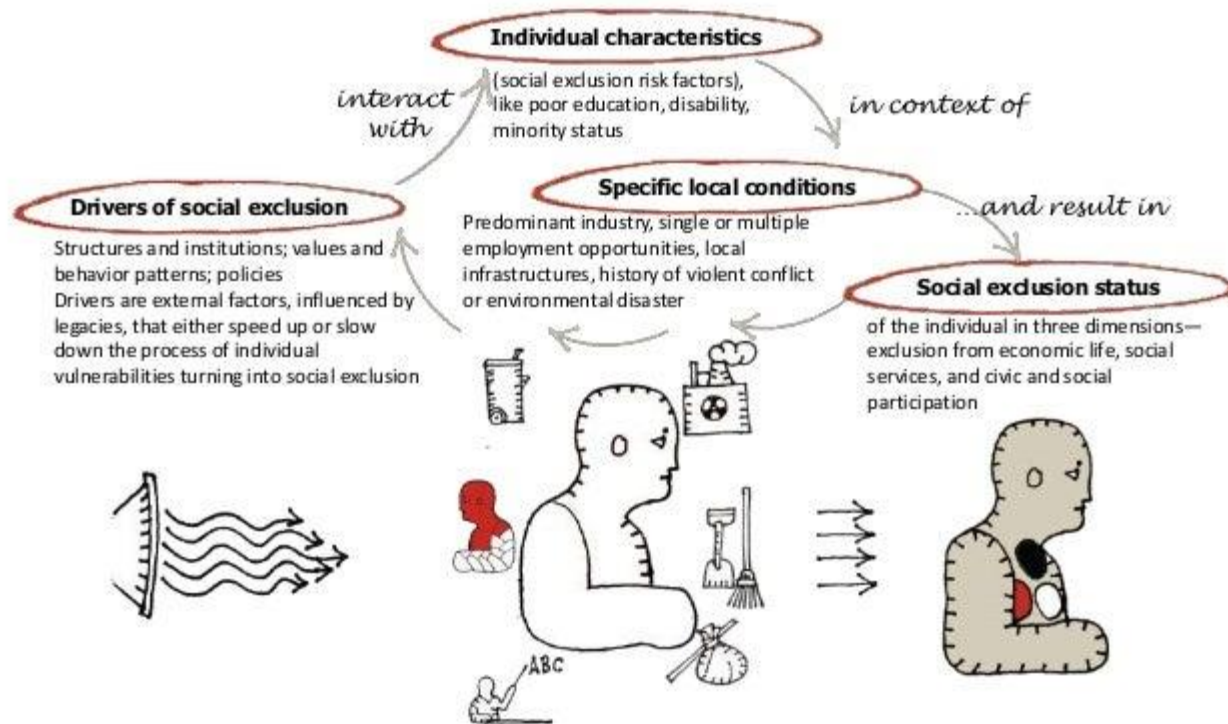 Individual characteristics
(social exclusion risk factors),
like poor education, disability,
minority status
interact
with
in context of
Drivers of social exclusion
Structures and institutions; values and
behavior patterns; policies
Drivers are external factors, influenced by
legacies, that either speed up or slow
down the process of individual
vulnerabilities turning into social exclusion
Specific local conditions
Predominant industry, single or multiple
employment opportunities, local
infrastructures, history of violent conflict
or environmental disaster
...and result in
Social exclusion status
of the individual in three dimensions—
exclusion from economic life, social
services, and civic and social
participation
ABC